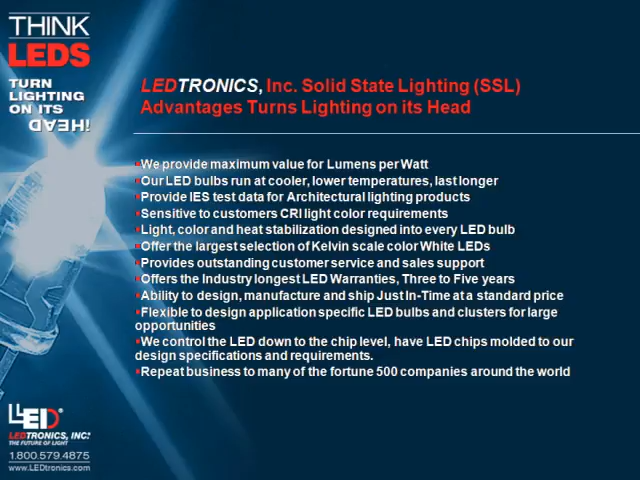 THINK
LEDS
TURN
LIGHTING
ON ITS
HEAD!
LEDTRONICS, Inc. Solid State Lighting (SSL)
Advantages Turns Lighting on its Head
▪We provide maximum value for Lumens per Watt
▪Our LED bulbs run at cooler, lower temperatures, last longer
▪Provide IES test data for Architectural lighting products
▪Sensitive to customers CRI light color requirements
▪Light, color and heat stabilization designed into every LED bulb
▪Offer the largest selection of Kelvin scale color White LEDs
▪Provides outstanding customer service and sales support
▪Offers the Industry longest LED Warranties, Three to Five years
▪Ability to design, manufacture and ship Just In-Time at a standard price
▪Flexible to design application specific LED bulbs and clusters for large
opportunities
▪We control the LED down to the chip level, have LED chips molded to our
design specifications and requirements.
▪Repeat business to many of the fortune 500 companies around the world
LED®
LEDTRONICS, INC.®
THE FUTURE OF LIGHT
1.800.579.4875
www.LEDtronics.com